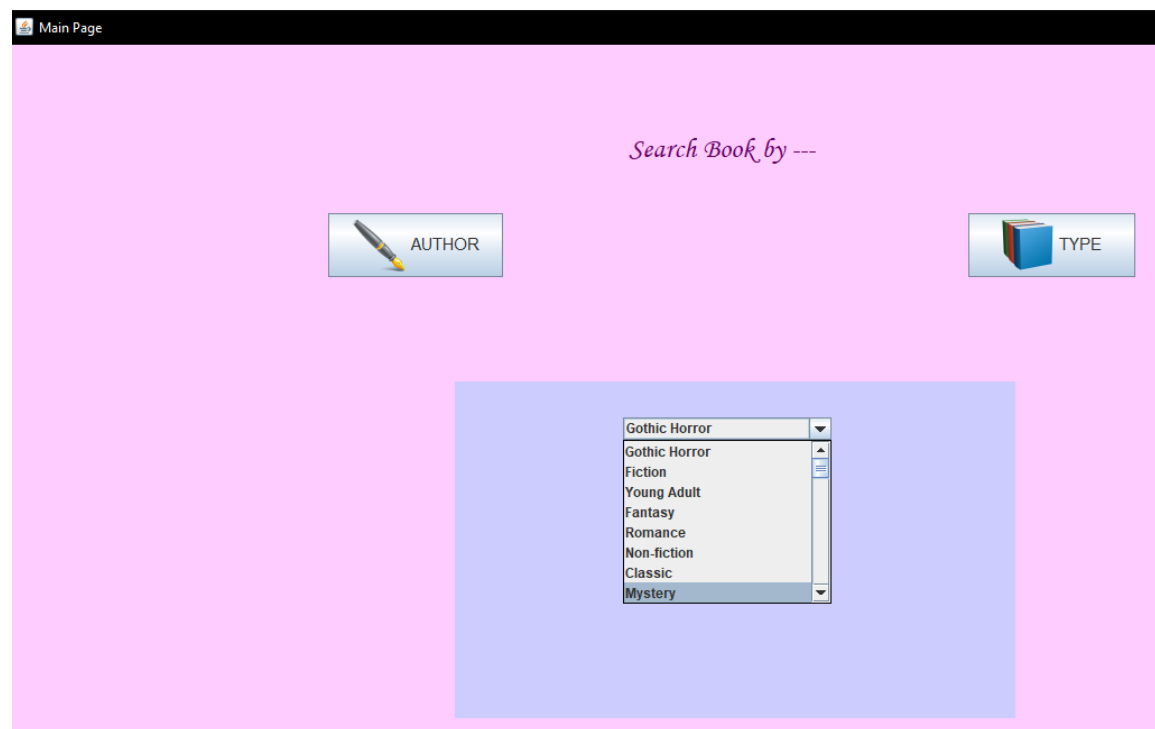 Main Page
Search Book by ---
AUTHOR
TYPE
Gothic Horror
Gothic Horror
Fiction
Young Adult
Fantasy
Romance
Non-fiction
Classic
Mystery